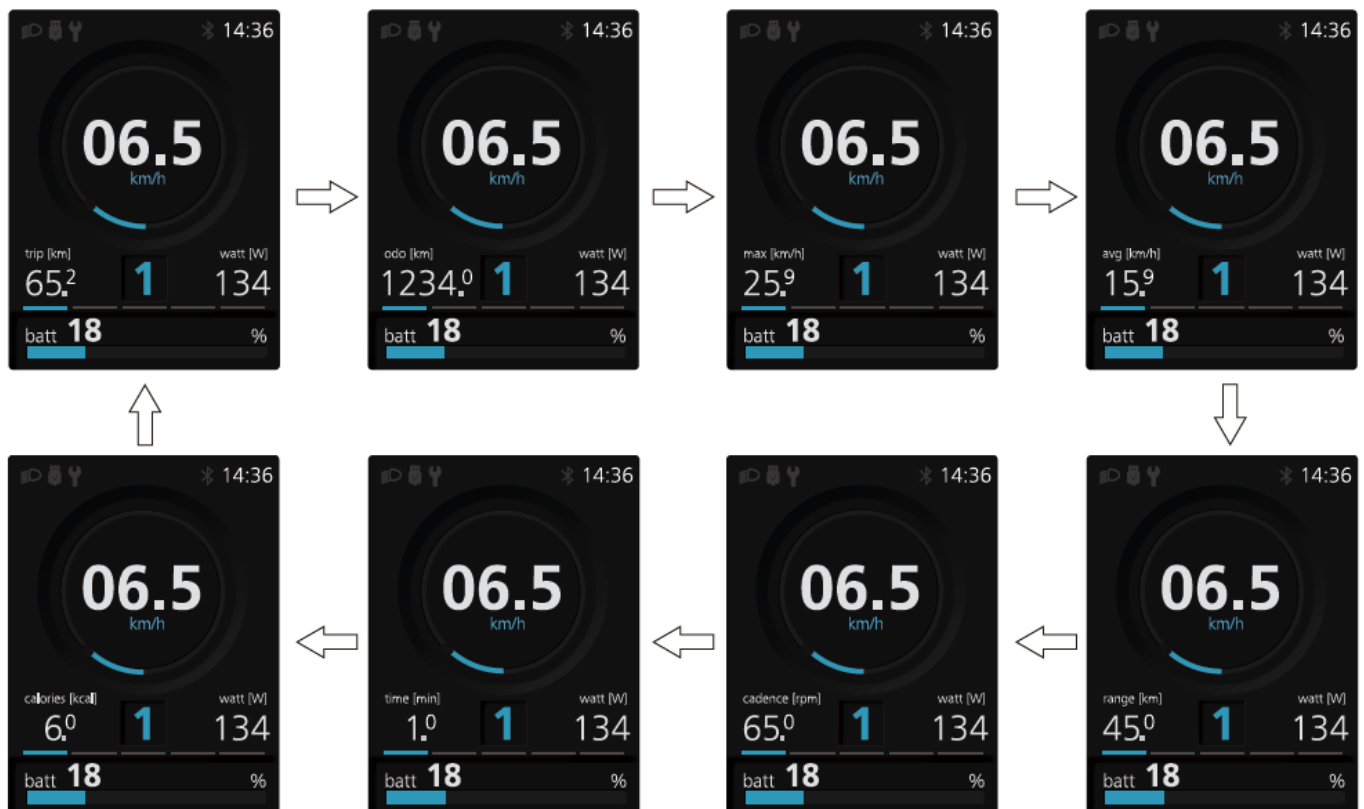 14:36
06.5
km/h
trip [km] watt [W]
65.2 1 134
batt 18 %
14:36
06.5
km/h
odo [km] watt [W]
1234.0 1 134
batt 18 %
14:36
06.5
km/h
max [km/h] watt [W]
25.9 1 134
batt 18 %
14:36
06.5
km/h
avg [km/h] watt [W]
15.9 1 134
batt 18 %
14:36
06.5
km/h
calories [kcal] watt [W]
6.0 1 134
batt 18 %
14:36
06.5
km/h
time [min] watt [W]
1.0 1 134
batt 18 %
14:36
06.5
km/h
cadence [rpm] watt [W]
65.0 1 134
batt 18 %
14:36
06.5
km/h
range [km] watt [W]
45.0 1 134
batt 18 %